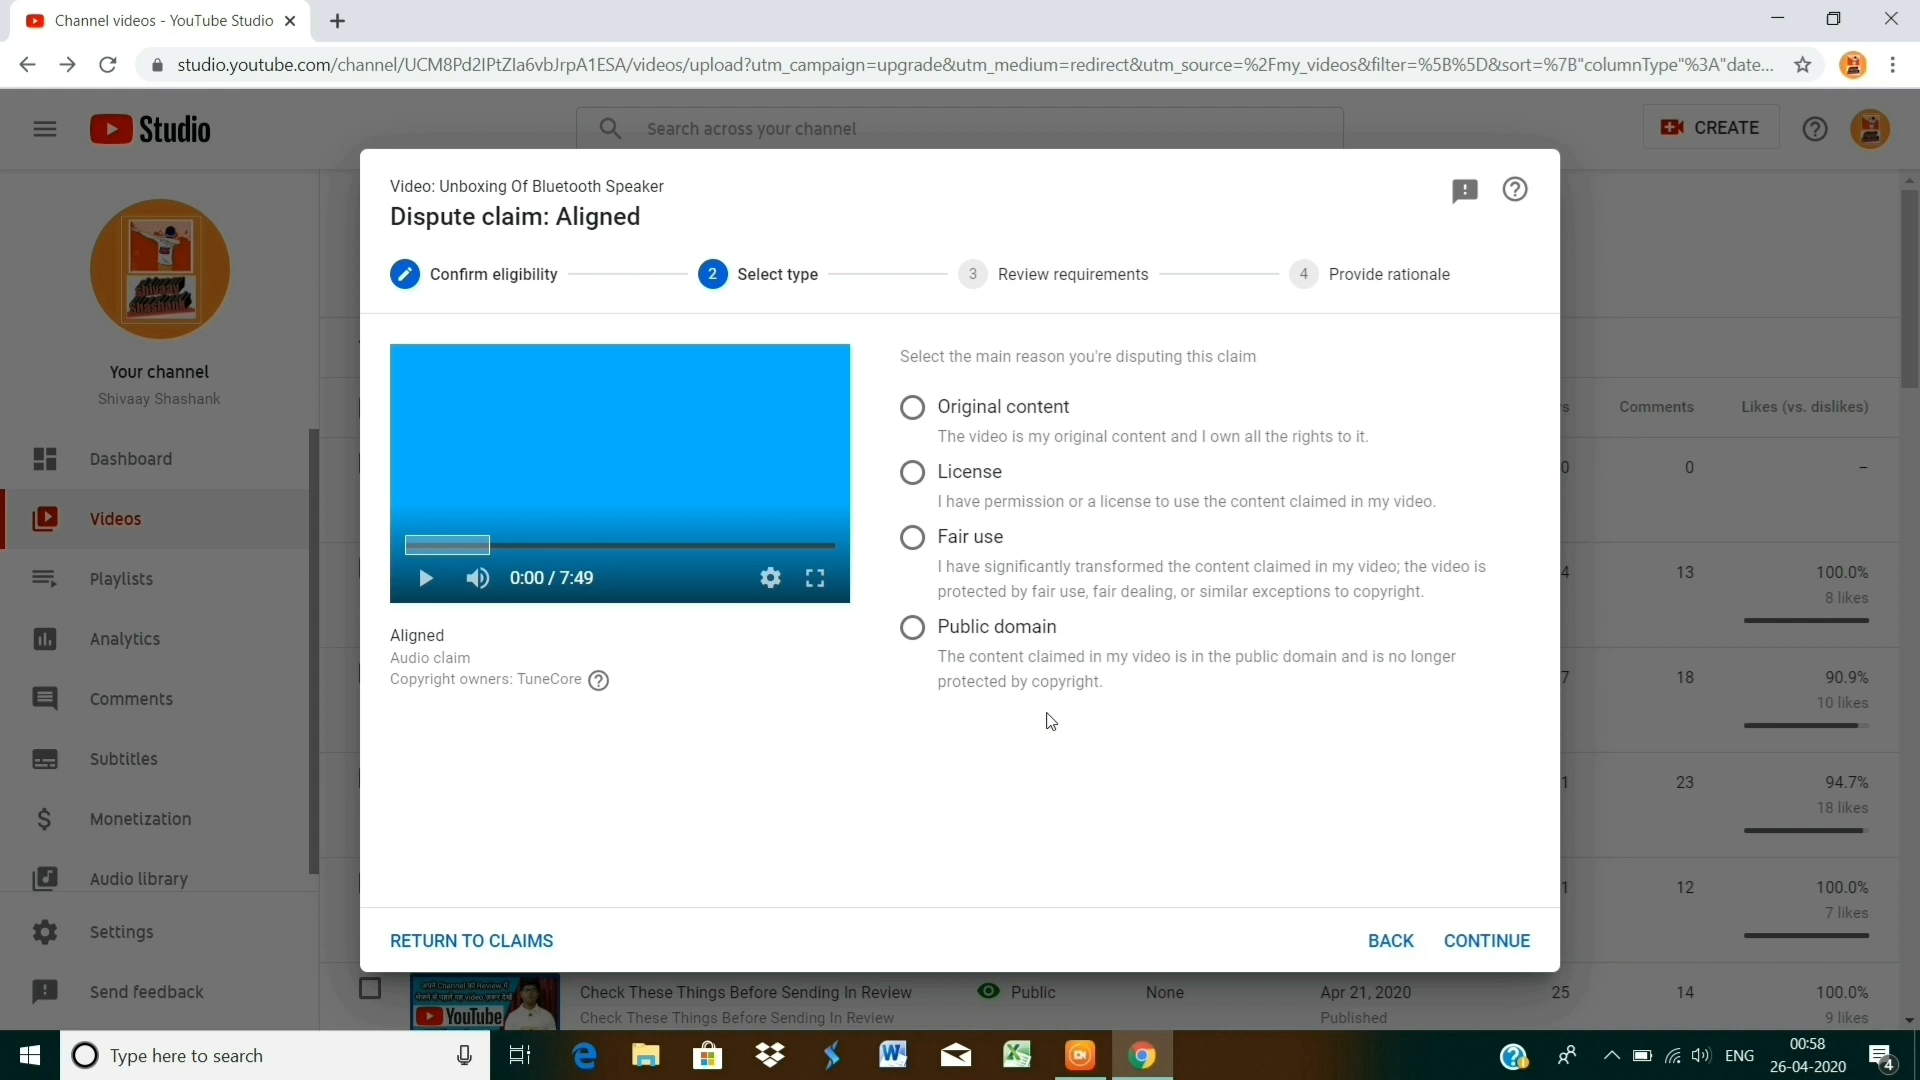 Channel videos - YouTube Studio
studio.youtube.com/channel/UCM8Pd2IPtZIa6vbJrpA1ESA/videos/upload?utm_campaign=upgrade&utm_medium=redirect&utm_source=%2Fmy_videos&filter=%5B%5D&sort=%7B"columnType"%3A"date...
Studio
Search across your channel
CREATE
Video: Unboxing Of Bluetooth Speaker
Dispute claim: Aligned
Confirm eligibility
2 Select type
3 Review requirements
4 Provide rationale
shivaay
shashank
Your channel
Shivaay Shashank
Dashboard
Videos
Playlists
Analytics
Comments
Subtitles
Monetization
Audio library
Settings
Send feedback
0:00 / 7:49
Aligned
Audio claim
Copyright owners: TuneCore
Select the main reason you're disputing this claim
Original content
The video is my original content and I own all the rights to it.
License
I have permission or a license to use the content claimed in my video.
Fair use
I have significantly transformed the content claimed in my video; the video is
protected by fair use, fair dealing, or similar exceptions to copyright.
Public domain
The content claimed in my video is in the public domain and is no longer
protected by copyright.
RETURN TO CLAIMS
BACK
CONTINUE
s Comments Likes (vs. dislikes)
0 0 –
4 13 100.0%
8 likes
7 18 90.9%
10 likes
1 23 94.7%
18 likes
1 12 100.0%
7 likes
YouTube
Check These Things Before Sending In Review Public None Apr 21, 2020 25 14 100.0%
Check These Things Before Sending In Review Published 9 likes
Type here to search
ENG
00:58
26-04-2020
4